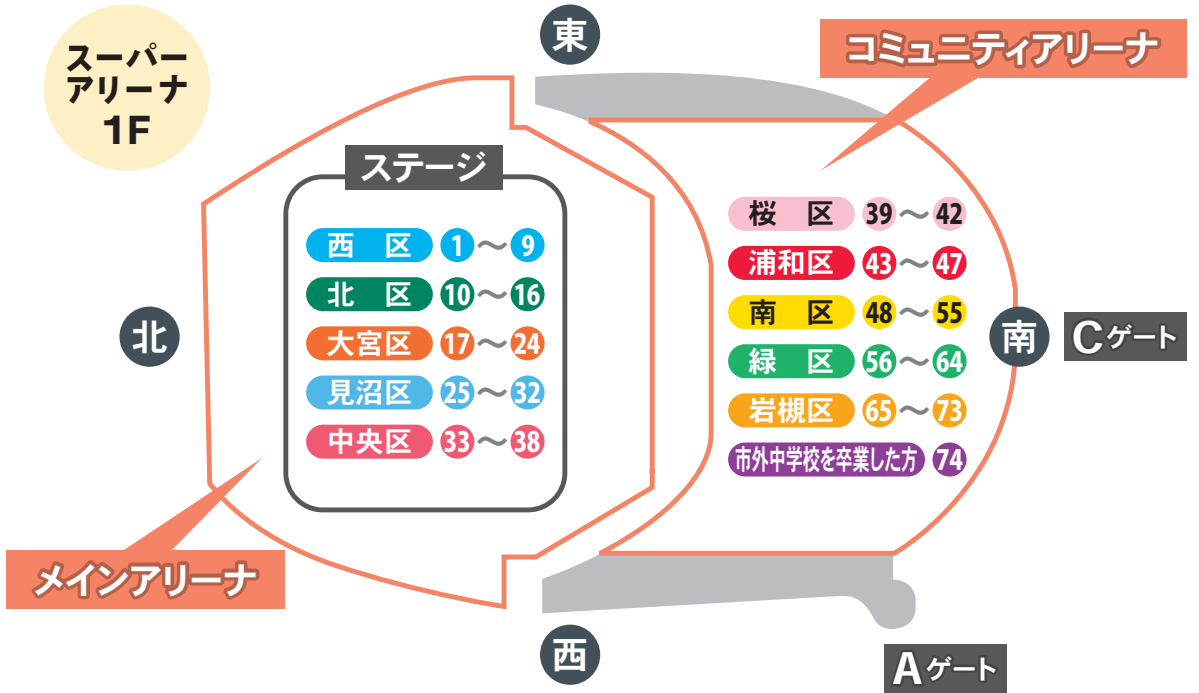 スーパー
アリーナ
1F
東
コミュニティアリーナ
ステージ
西 区 1〜9
北 区 10〜16
大宮区 17〜24
見沼区 25〜32
中央区 33〜38
北
桜 区 39〜42
浦和区 43〜47
南 区 48〜55
緑 区 56〜64
岩槻区 65〜73
市外中学校を卒業した方 74
南
Cゲート
メインアリーナ
西
Aゲート